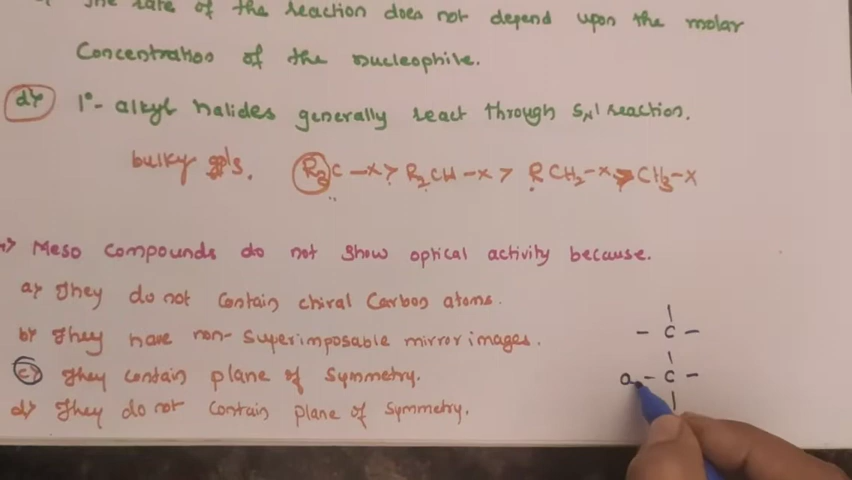 The rate of the reaction does not depend upon the molar
Concentration of the nucleophile.
d) 1°- alkyl halides generally react through SN1 reaction.
bulky gpls. R3C -x > R2CH -x > RCH2-x > CH3-x
Meso compounds do not show optical activity because.
a) They do not contain chiral Carbon atoms.
b) They have non-superimposable mirror images.
c) They contain plane of symmetry.
d) They do not contain plane of symmetry.
- C -
a - C -